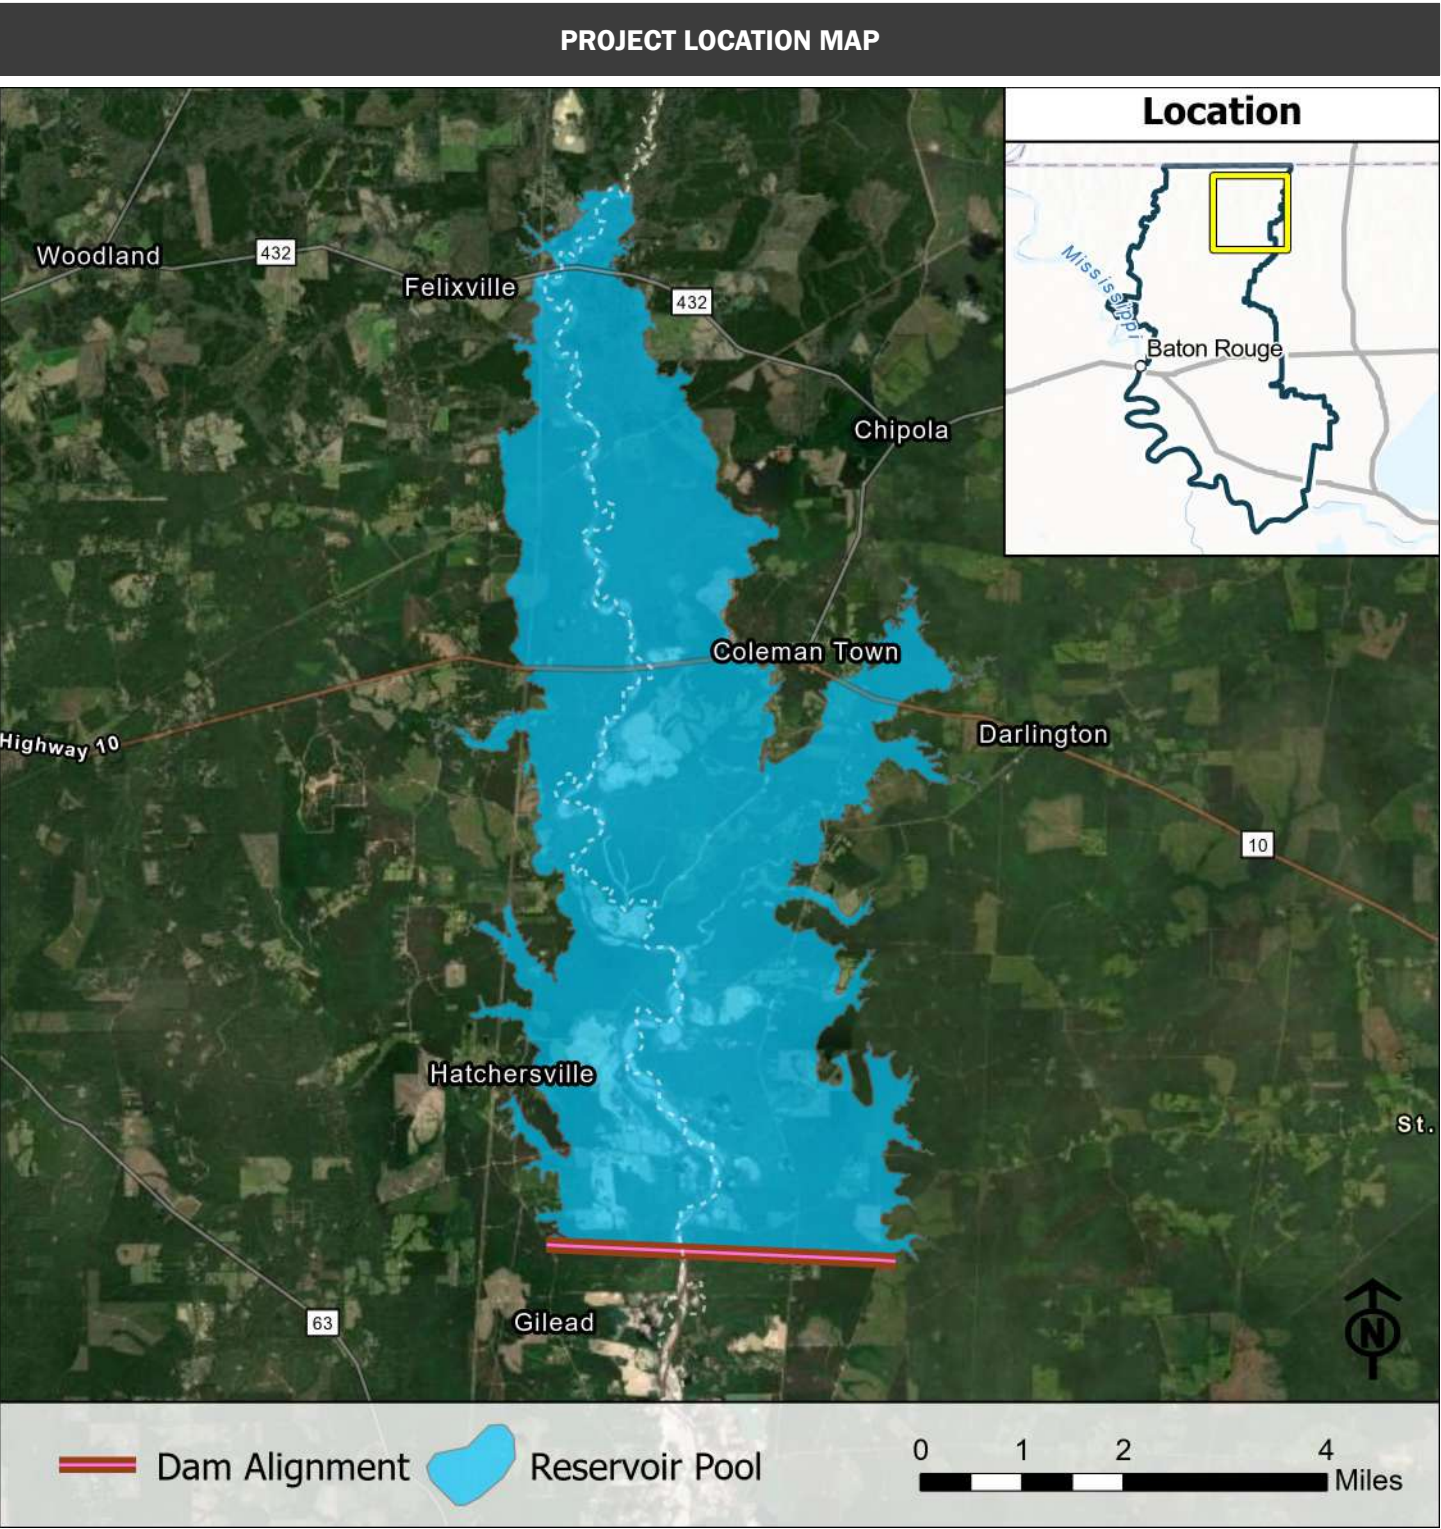 PROJECT LOCATION MAP
Location
Mississippi
Baton Rouge
Woodland
432
Felixville
432
Chipola
Coleman Town
Highway 10
Darlington
10
Hatchersville
St.
63
Gilead
N
Dam Alignment
Reservoir Pool
0 1 2 4
Miles